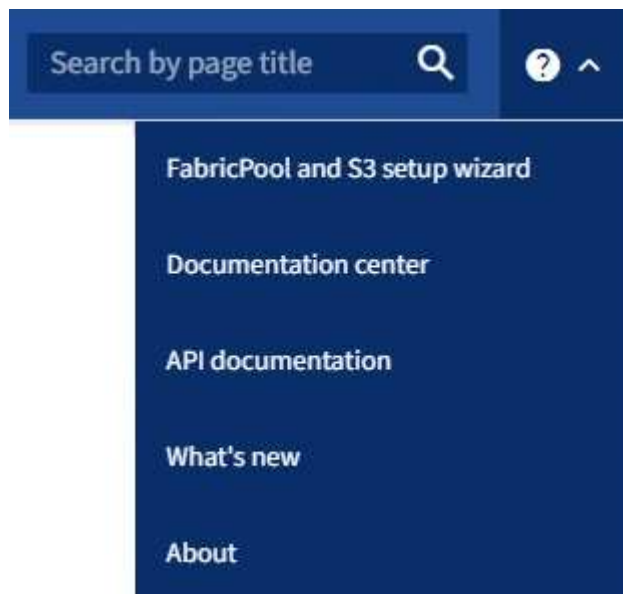 Search by page title
FabricPool and S3 setup wizard
Documentation center
API documentation
What's new
About